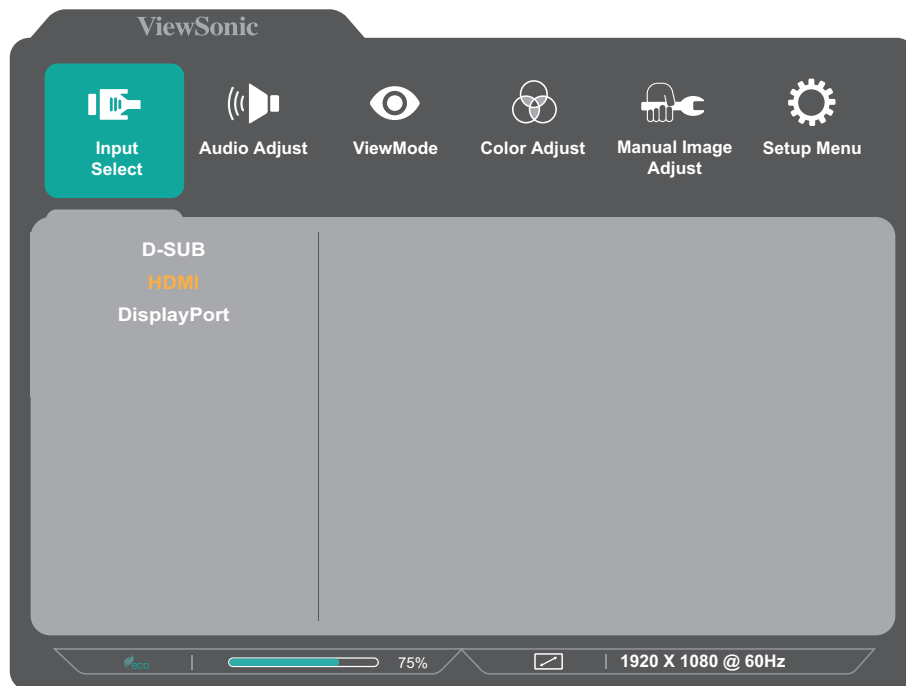 ViewSonic
Input
Select
Audio Adjust
ViewMode
Color Adjust
Manual Image
Adjust
Setup Menu
D-SUB
HDMI
DisplayPort
ECO
75%
1920 X 1080 @ 60Hz